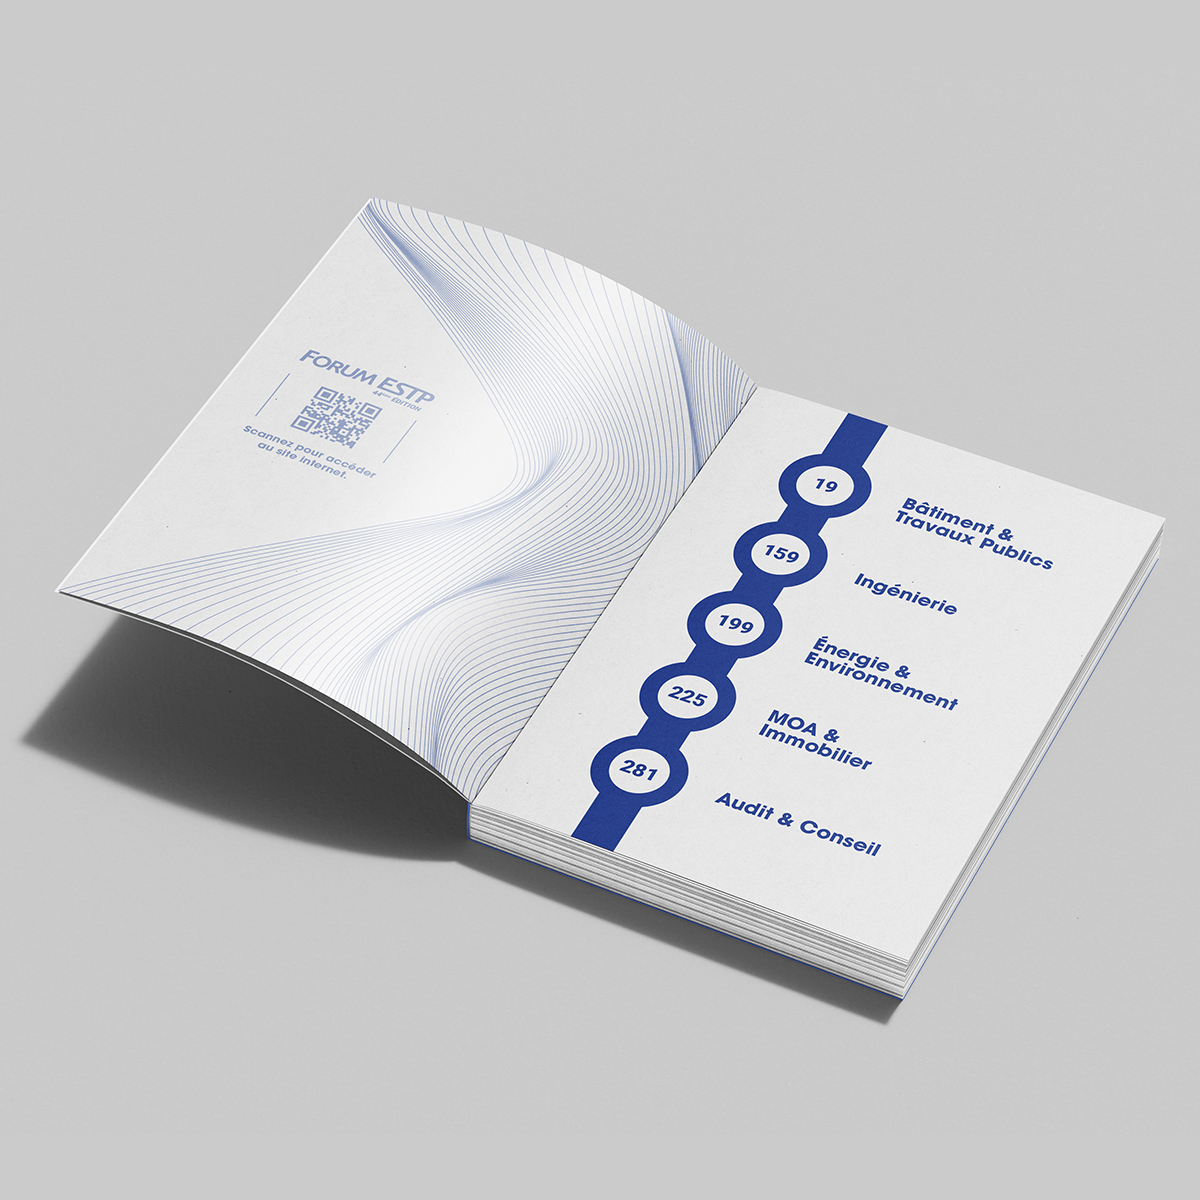 FORUM ESTP
44ème ÉDITION
Scannez pour accéder
au site internet.
19
Bâtiment &
Travaux Publics
159
Ingénierie
199
Énergie &
Environnement
225
MOA &
Immobilier
281
Audit & Conseil